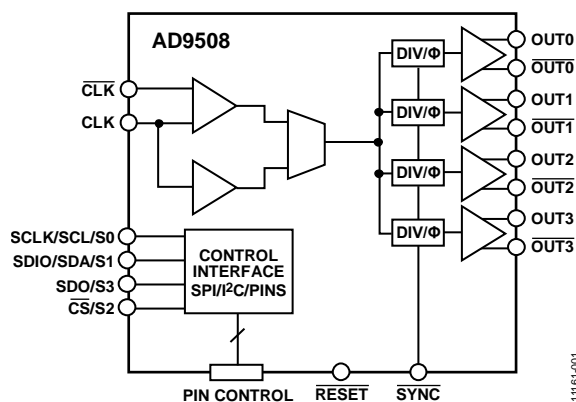 AD9508
CLK
CLK
SCLK/SCL/S0
SDIO/SDA/S1
SDO/S3
CS/S2
CONTROL
INTERFACE
SPI/I²C/PINS
DIV/Φ
DIV/Φ
DIV/Φ
DIV/Φ
OUT0
OUT0
OUT1
OUT1
OUT2
OUT2
OUT3
OUT3
PIN CONTROL
RESET
SYNC
11161-001